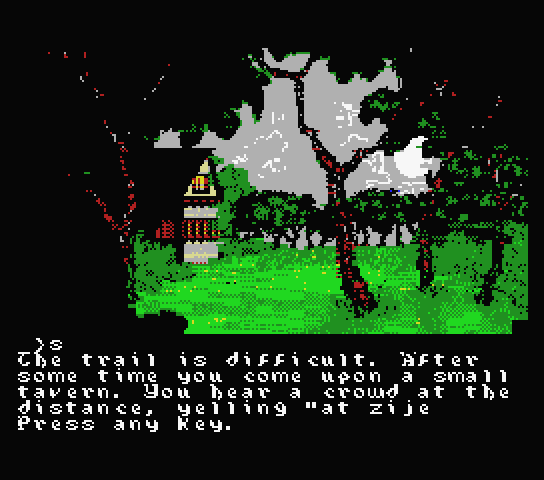 >s
The trail is difficult. After
some time you come upon a small
tavern. You hear a crowd at the
distance, yelling "at zije
Press any Key.